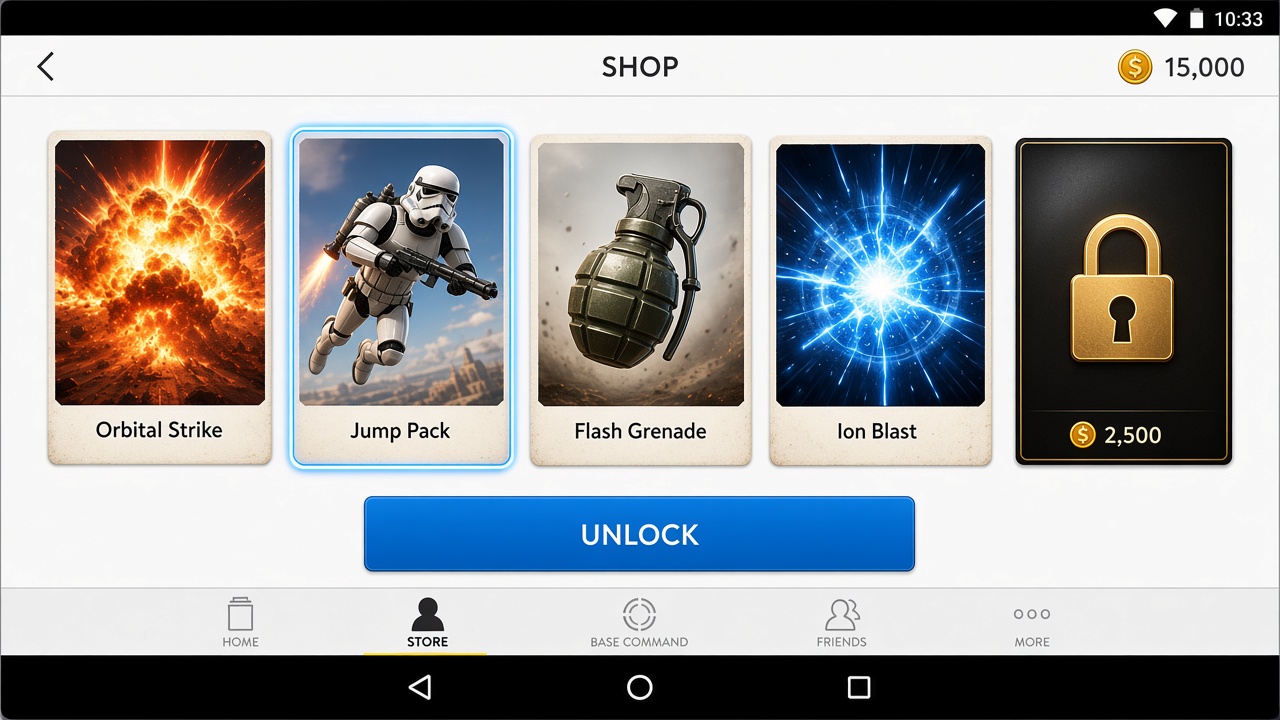 10:33
SHOP
15,000
Orbital Strike
Jump Pack
Flash Grenade
Ion Blast
2,500
UNLOCK
HOME
STORE
BASE COMMAND
FRIENDS
MORE